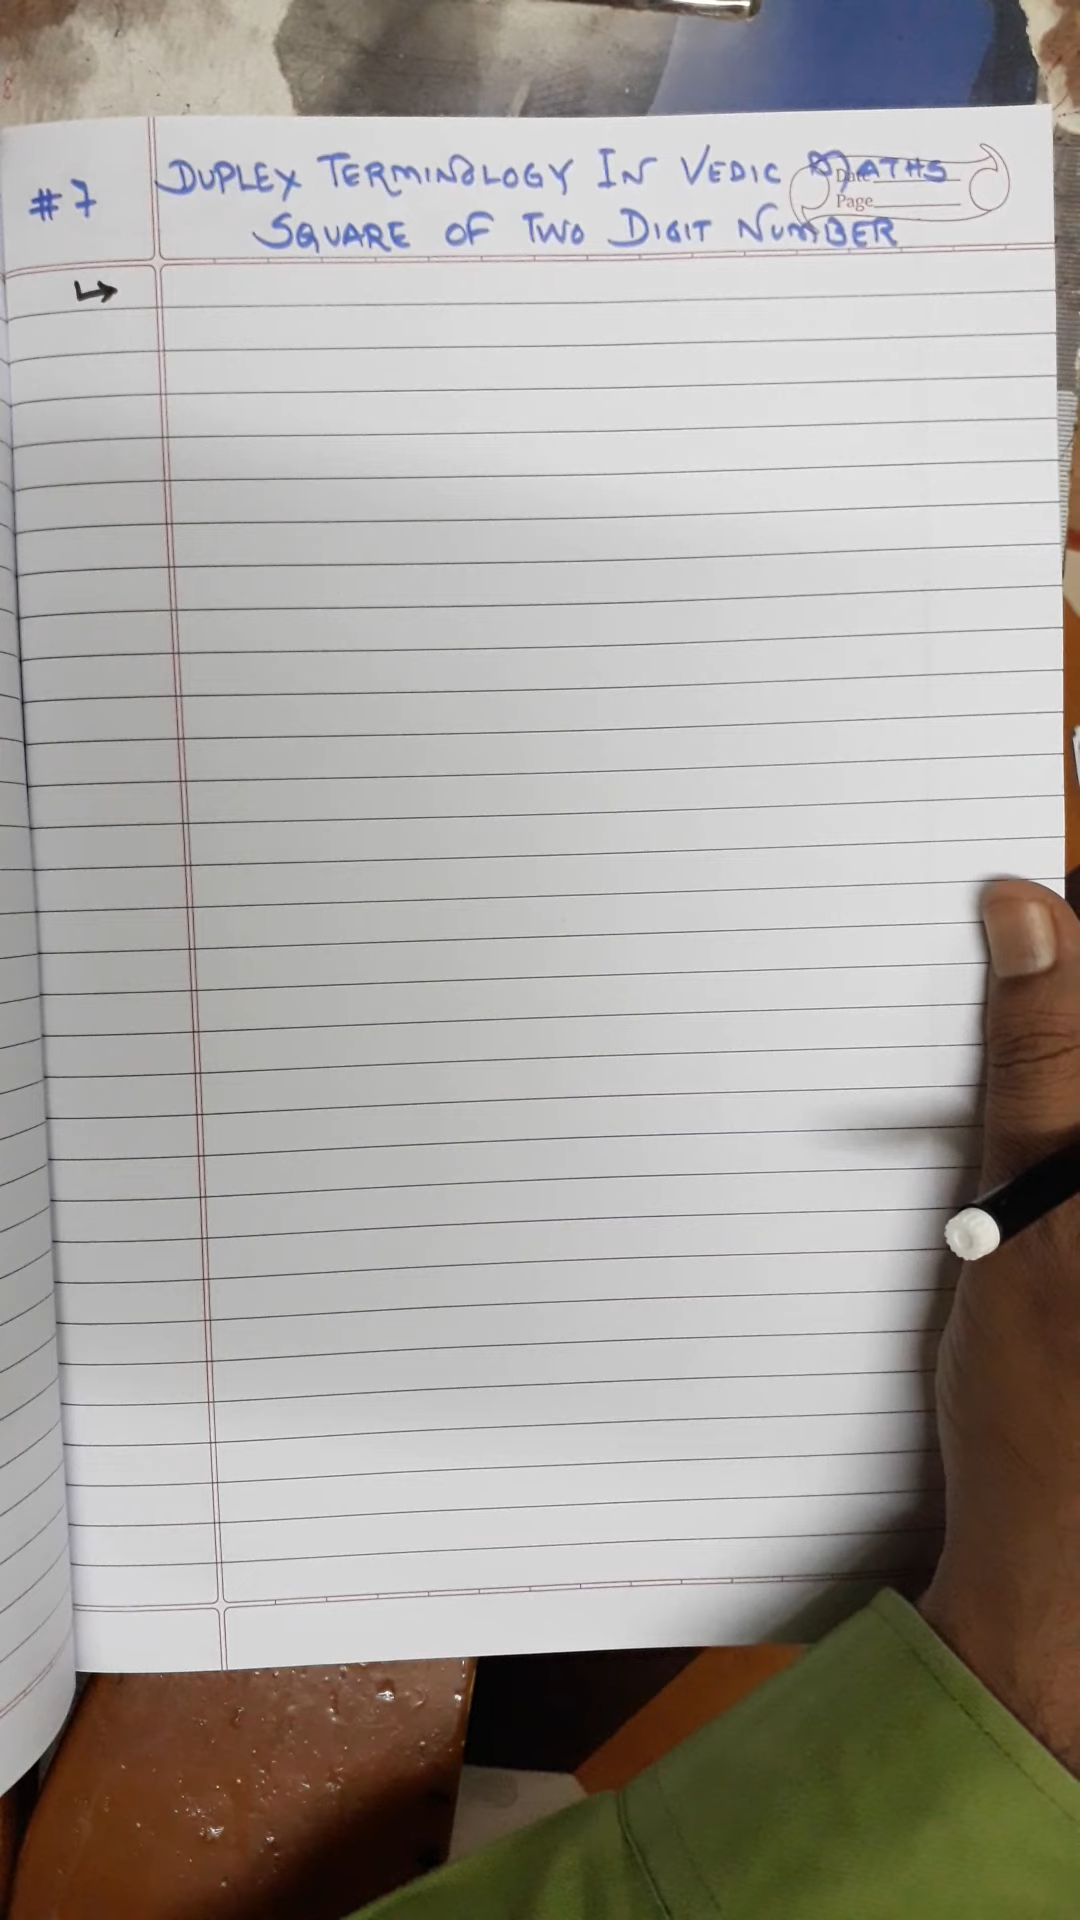 #7
DUPLEX TERMINOLOGY IN VEDIC MATHS
SQUARE OF TWO DIGIT NUMBER
Date
Page